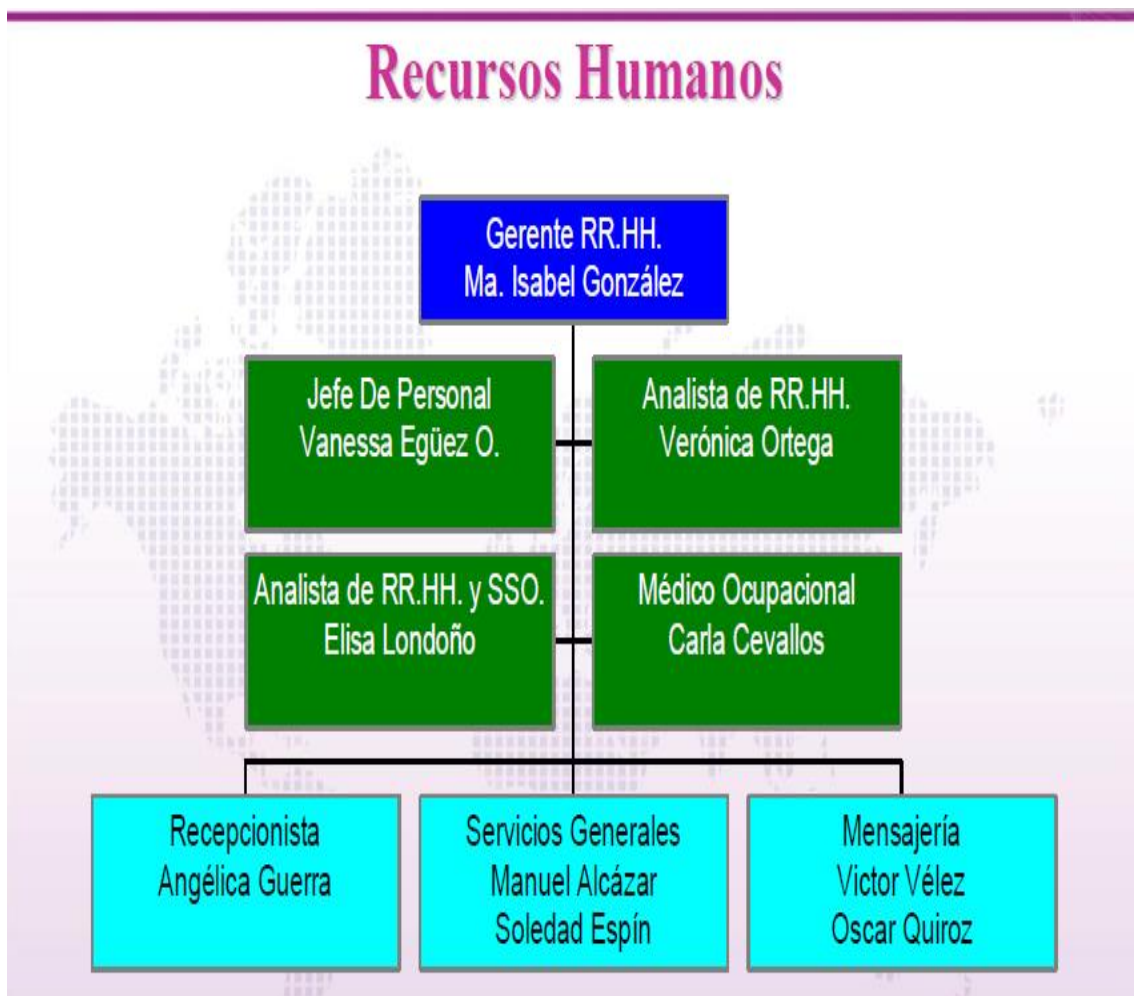 Recursos Humanos
Gerente RR.HH.
Ma. Isabel González
Jefe De Personal
Vanessa Egüez O.
Analista de RR.HH.
Verónica Ortega
Analista de RR.HH. y SSO.
Elisa Londoño
Médico Ocupacional
Carla Cevallos
Recepcionista
Angélica Guerra
Servicios Generales
Manuel Alcázar
Soledad Espín
Mensajería
Victor Vélez
Oscar Quiroz